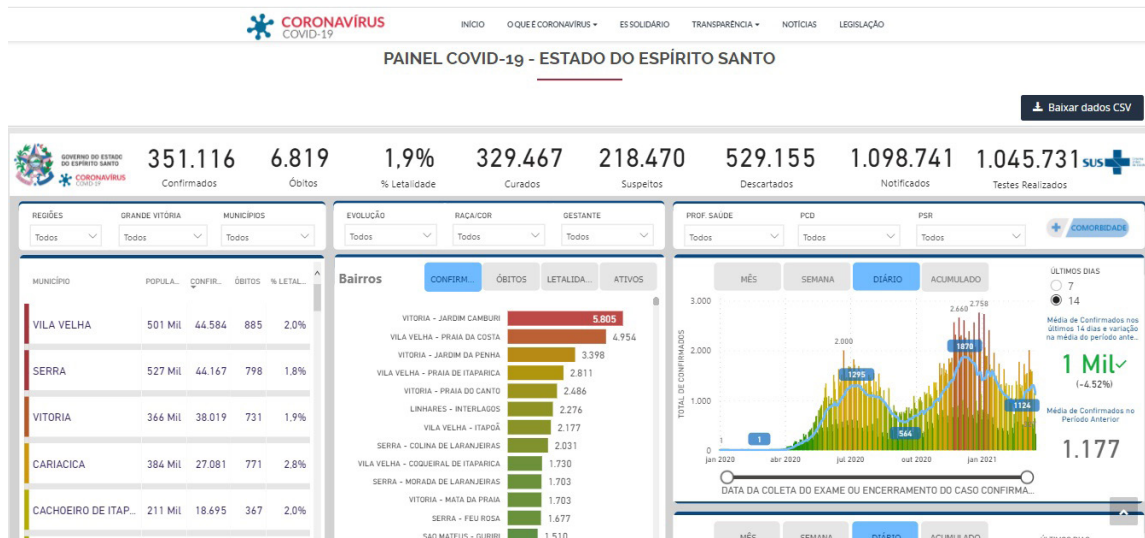 CORONAVÍRUS
COVID-19
INÍCIO
O QUE É CORONAVÍRUS
ES SOLIDÁRIO
TRANSPARÊNCIA
NOTÍCIAS
LEGISLAÇÃO
PAINEL COVID-19 - ESTADO DO ESPÍRITO SANTO
Baixar dados CSV
GOVERNO DO ESTADO
DO ESPÍRITO SANTO
CORONAVÍRUS
COVID-19
351.116
Confirmados
6.819
Óbitos
1,9%
% Letalidade
329.467
Curados
218.470
Suspeitos
529.155
Descartados
1.098.741
Notificados
1.045.731
Testes Realizados
SUS
REGIÕES
Todos
GRANDE VITÓRIA
Todos
MUNICÍPIOS
Todos
EVOLUÇÃO
Todos
RAÇA/COR
Todos
GESTANTE
Todos
PROF. SAÚDE
Todos
PCD
Todos
PSR
Todos
+ COMORBIDADE
MUNICÍPIO POPULA... CONFIR... ÓBITOS % LETAL...
VILA VELHA 501 Mil 44.584 885 2.0%
SERRA 527 Mil 44.167 798 1.8%
VITORIA 366 Mil 38.019 731 1,9%
CARIACICA 384 Mil 27.081 771 2,8%
CACHOEIRO DE ITAP... 211 Mil 18.695 367 2,0%
Bairros
CONFIRM...
ÓBITOS
LETALIDA...
ATIVOS
VITORIA - JARDIM CAMBURI 5.805
VILA VELHA - PRAIA DA COSTA 4.954
VITORIA - JARDIM DA PENHA 3.398
VILA VELHA - PRAIA DE ITAPARICA 2.811
VITORIA - PRAIA DO CANTO 2.486
LINHARES - INTERLAGOS 2.276
VILA VELHA - ITAPOÃ 2.177
SERRA - COLINA DE LARANJEIRAS 2.031
VILA VELHA - COQUEIRAL DE ITAPARICA 1.730
SERRA - MORADA DE LARANJEIRAS 1.703
VITORIA - MATA DA PRAIA 1.703
SERRA - FEU ROSA 1.677
SAO MATEUS - GURIRI 1.510
MÊS
SEMANA
DIÁRIO
ACUMULADO
TOTAL DE CONFIRMADOS
3.000
2.000
1.000
0
1
1
2.000
1295
564
2.660
2.758
1870
1124
jan 2020
abr 2020
jul 2020
out 2020
jan 2021
DATA DA COLETA DO EXAME OU ENCERRAMENTO DO CASO CONFIRMA...
ÚLTIMOS DIAS
7
14
Média de Confirmados nos
últimos 14 dias e variação
na média do período ante...
1 Mil
(-4.52%)
Média de Confirmados no
Período Anterior
1.177
MÊS
SEMANA
DIÁRIO
ACUMULADO
ÚLTIMOS DIAS